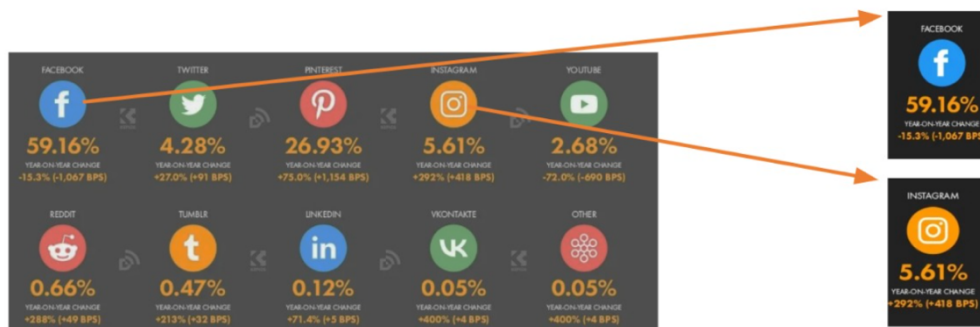 FACEBOOK
TWITTER
PINTEREST
INSTAGRAM
YOUTUBE
59.16%
4.28%
26.93%
5.61%
2.68%
YEAR-ON-YEAR CHANGE
YEAR-ON-YEAR CHANGE
YEAR-ON-YEAR CHANGE
YEAR-ON-YEAR CHANGE
YEAR-ON-YEAR CHANGE
-15.3% (-1,067 BPS)
+27.0% (+91 BPS)
+75.0% (+1,154 BPS)
+292% (+418 BPS)
-72.0% (-690 BPS)
REDDIT
TUMBLR
LINKEDIN
VKONTAKTE
OTHER
0.66%
0.47%
0.12%
0.05%
0.05%
YEAR-ON-YEAR CHANGE
YEAR-ON-YEAR CHANGE
YEAR-ON-YEAR CHANGE
YEAR-ON-YEAR CHANGE
YEAR-ON-YEAR CHANGE
+288% (+49 BPS)
+213% (+32 BPS)
+71.4% (+5 BPS)
+400% (+4 BPS)
+400% (+4 BPS)
FACEBOOK
59.16%
YEAR-ON-YEAR CHANGE
-15.3% (-1,067 BPS)
INSTAGRAM
5.61%
YEAR-ON-YEAR CHANGE
+292% (+418 BPS)